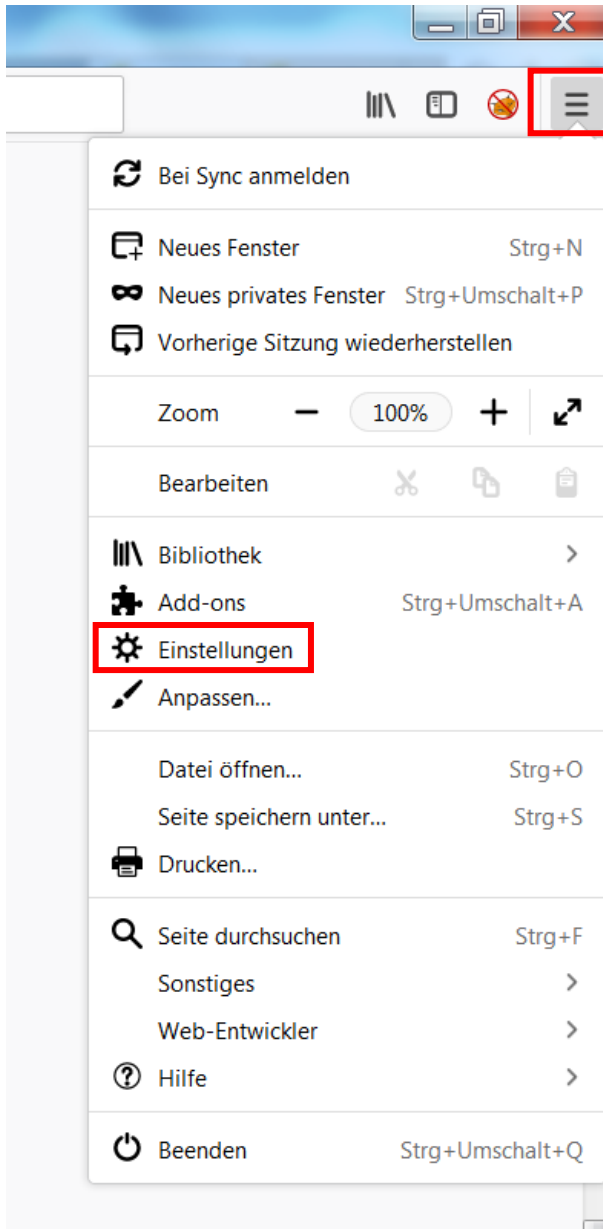 Bei Sync anmelden
Neues Fenster Strg+N
Neues privates Fenster Strg+Umschalt+P
Vorherige Sitzung wiederherstellen
Zoom 100%
Bearbeiten
Bibliothek
Add-ons Strg+Umschalt+A
Einstellungen
Anpassen...
Datei öffnen... Strg+O
Seite speichern unter... Strg+S
Drucken...
Seite durchsuchen Strg+F
Sonstiges
Web-Entwickler
Hilfe
Beenden Strg+Umschalt+Q